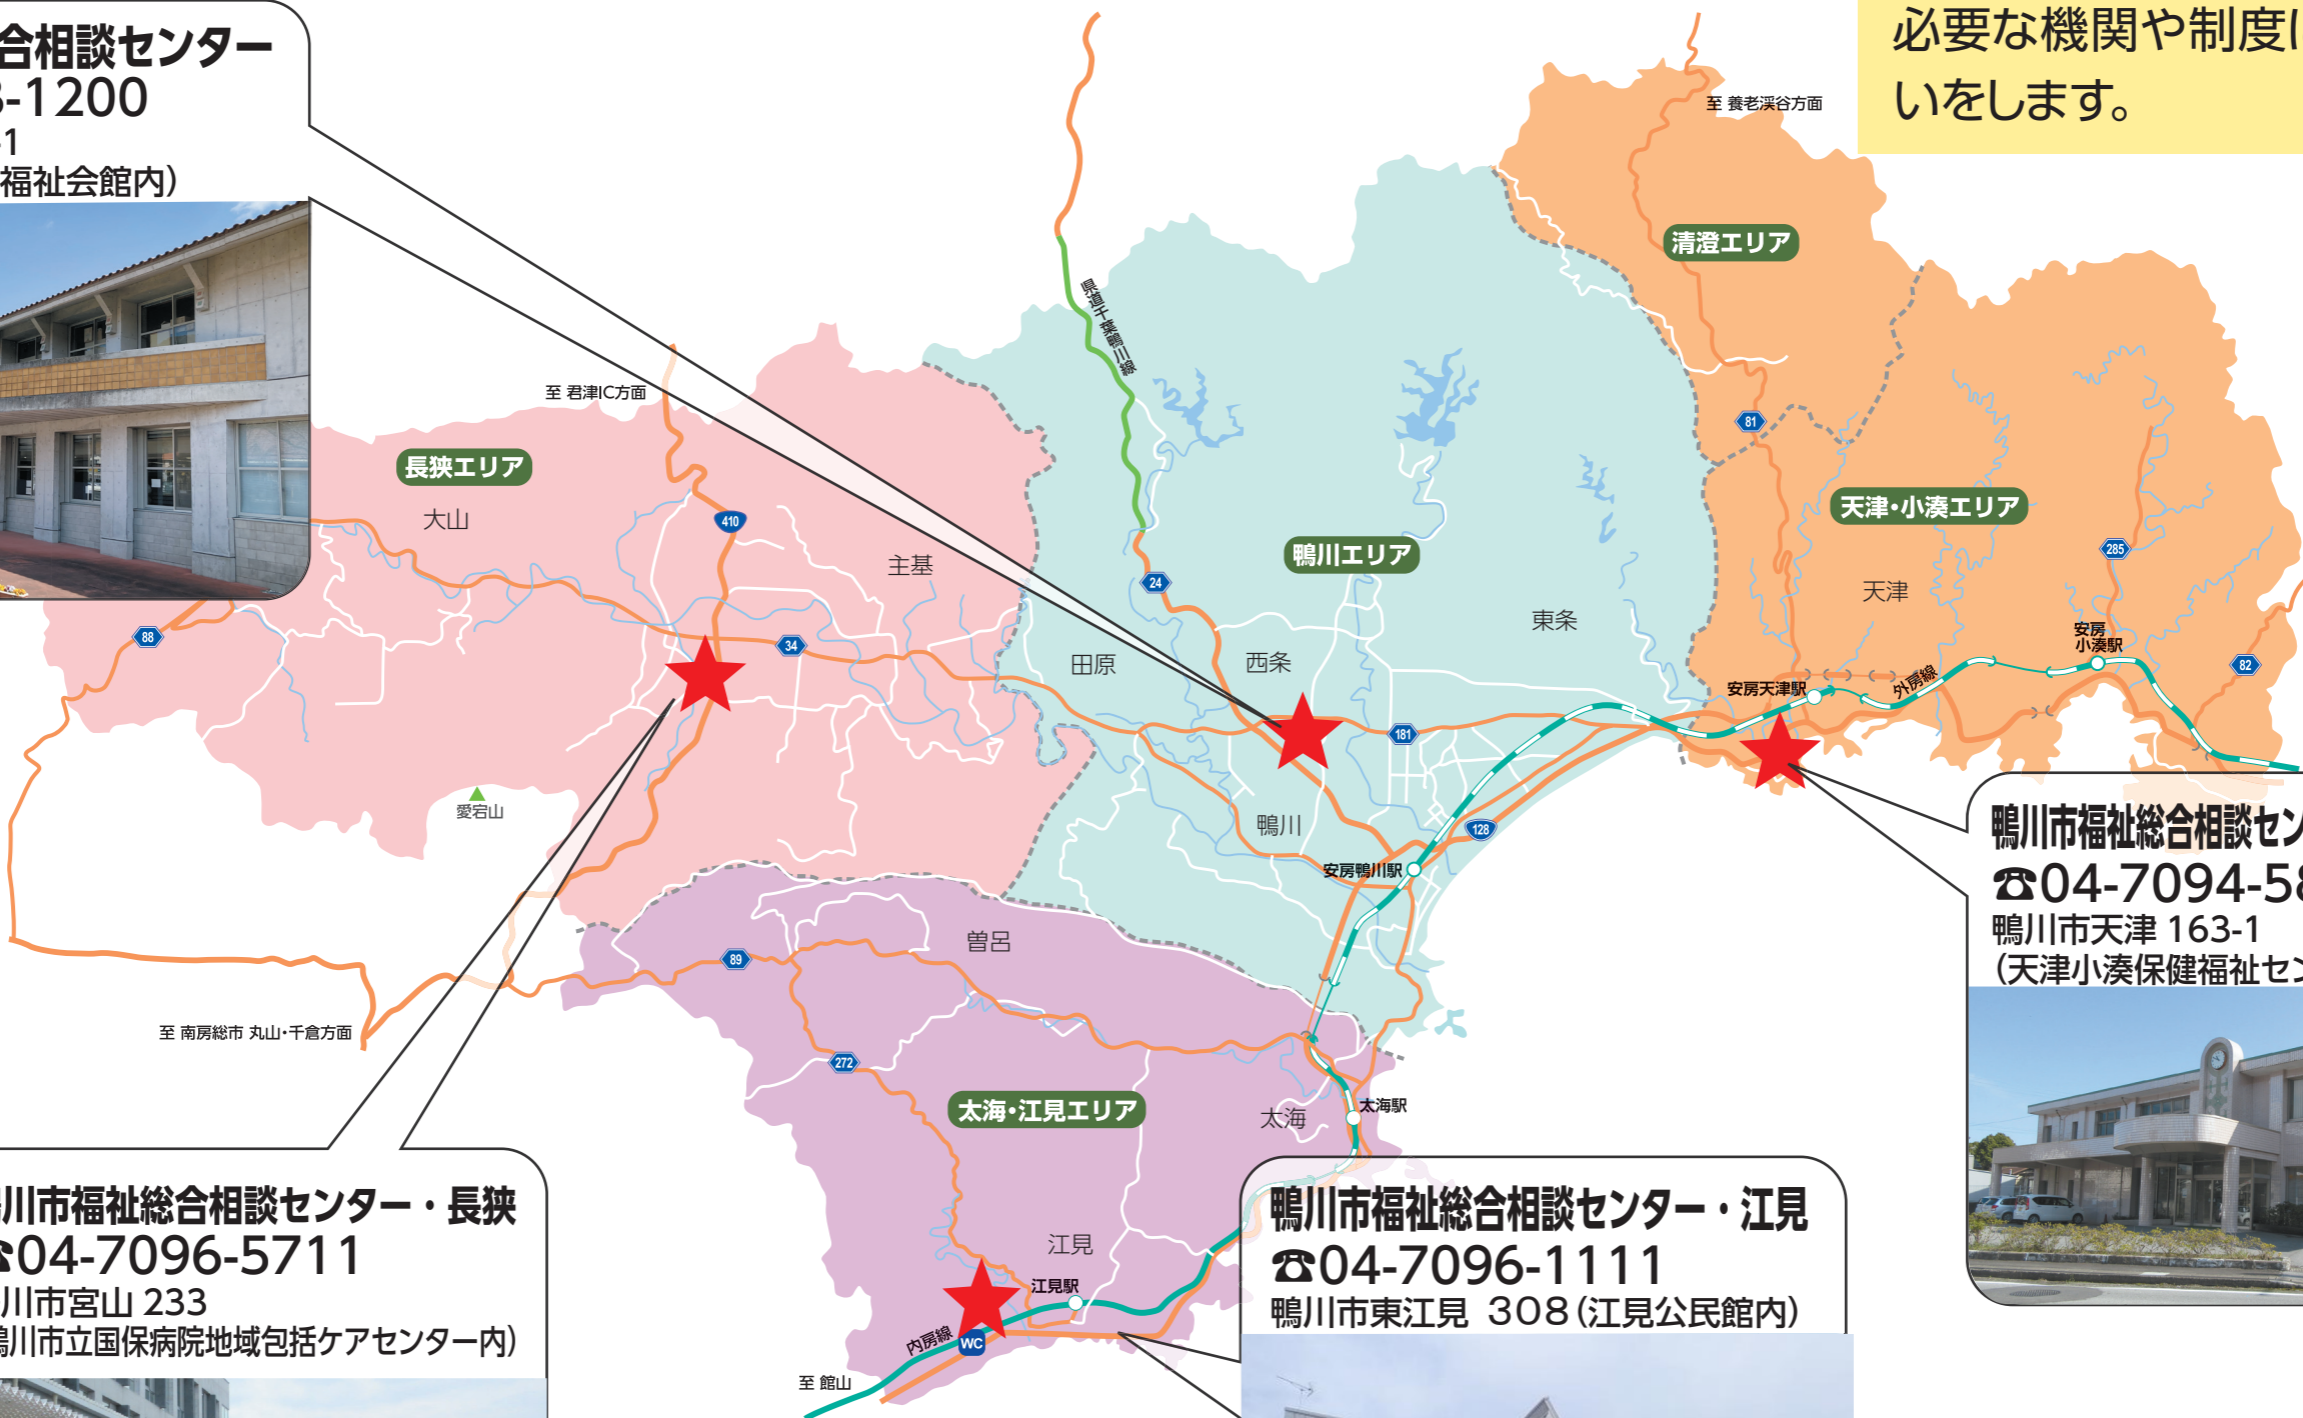 合相談センター
-1200
-1
福祉会館内）
必要な機関や制度に
いをします。
至 養老渓谷方面
清澄エリア
県道千葉鴨川線
至 君津IC方面
長狭エリア
大山
410
主基
24
鴨川エリア
東条
81
天津・小湊エリア
天津
285
安房
小湊駅
82
88
34
田原
西条
181
安房天津駅
外房線
愛宕山
鴨川
128
安房鴨川駅
鴨川市福祉総合相談セン
☎04-7094-58
鴨川市天津 163-1
（天津小湊保健福祉セン
曽呂
89
至 南房総市 丸山・千倉方面
272
太海・江見エリア
太海
太海駅
川市福祉総合相談センター・長狭
☎04-7096-5711
川市宮山 233
鴨川市立国保病院地域包括ケアセンター内）
江見
江見駅
内房線
WC
至 館山
鴨川市福祉総合相談センター・江見
☎04-7096-1111
鴨川市東江見 308（江見公民館内）